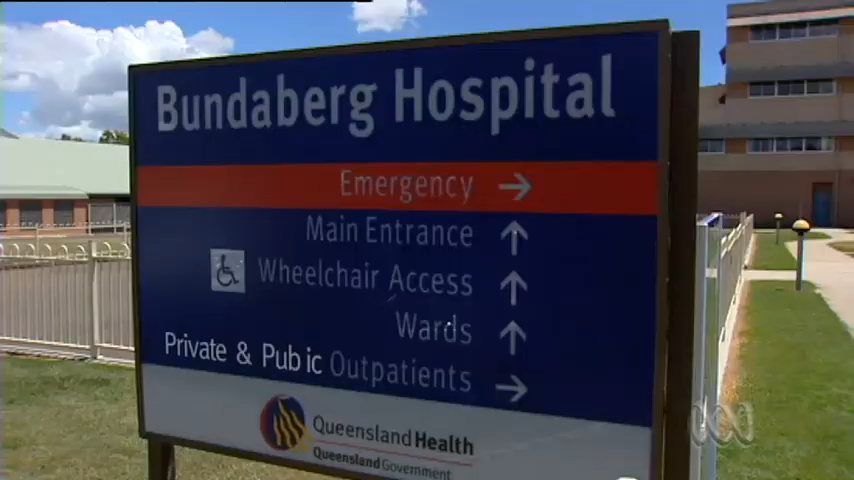 Bundaberg Hospital
Emergency →
Main Entrance ↑
Wheelchair Access ↑
Wards ↑
Private & Pub ic Outpatients →
Queensland Health
Queensland Government